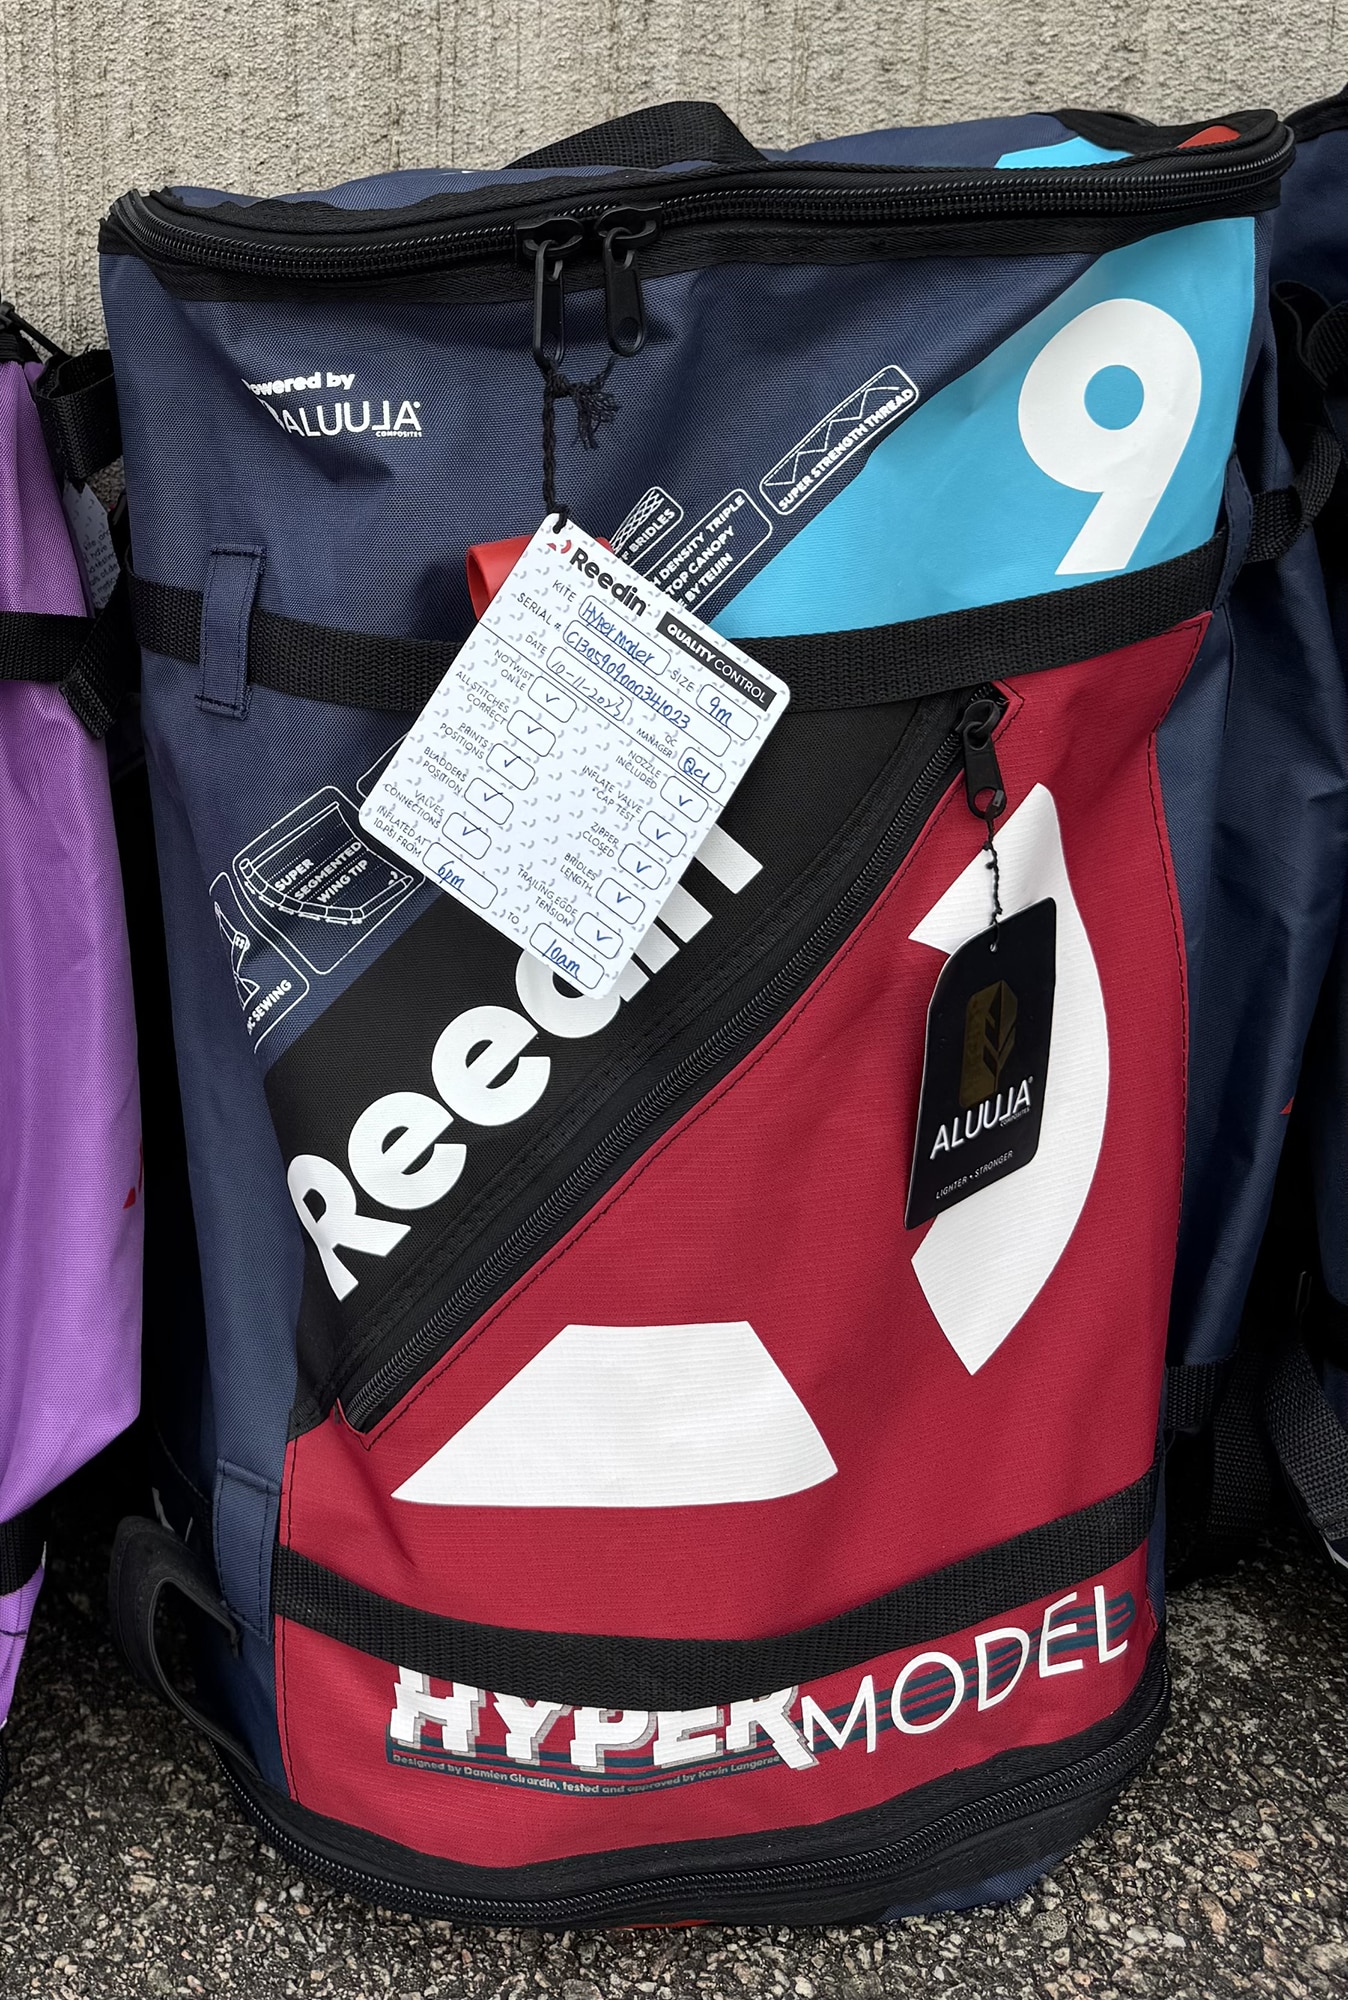 Powered by
ALUULA
COMPOSITES
9
SUPER STRENGTH THREAD
BRIDLES
DENSITY TRIPLE
TOP CANOPY
BY TEIJIN
Reedin
QUALITY CONTROL
KITE HyperModel SIZE 9m
SERIAL #
DATE
QC MANAGER QC1
NO TWIST ON LE
ALL STITCHES CORRECT
PRINTS POSITIONS
BLADDERS POSITION
VALVES CONNECTIONS
INFLATED AT 10.PSI FROM 6pm TO 10am
NOZZLE INCLUDED
INFLATE VALVE CAP TEST
ZIPPER CLOSED
BRIDLES LENGTH
TRAILING EGDE TENSION
SUPER
SEGMENTED
WING TIP
SEWING
Reedin
ALUULA
COMPOSITES
LIGHTER • STRONGER
HYPERMODEL
Designed by Damien Girardin, tested and approved by Kevin Langeree